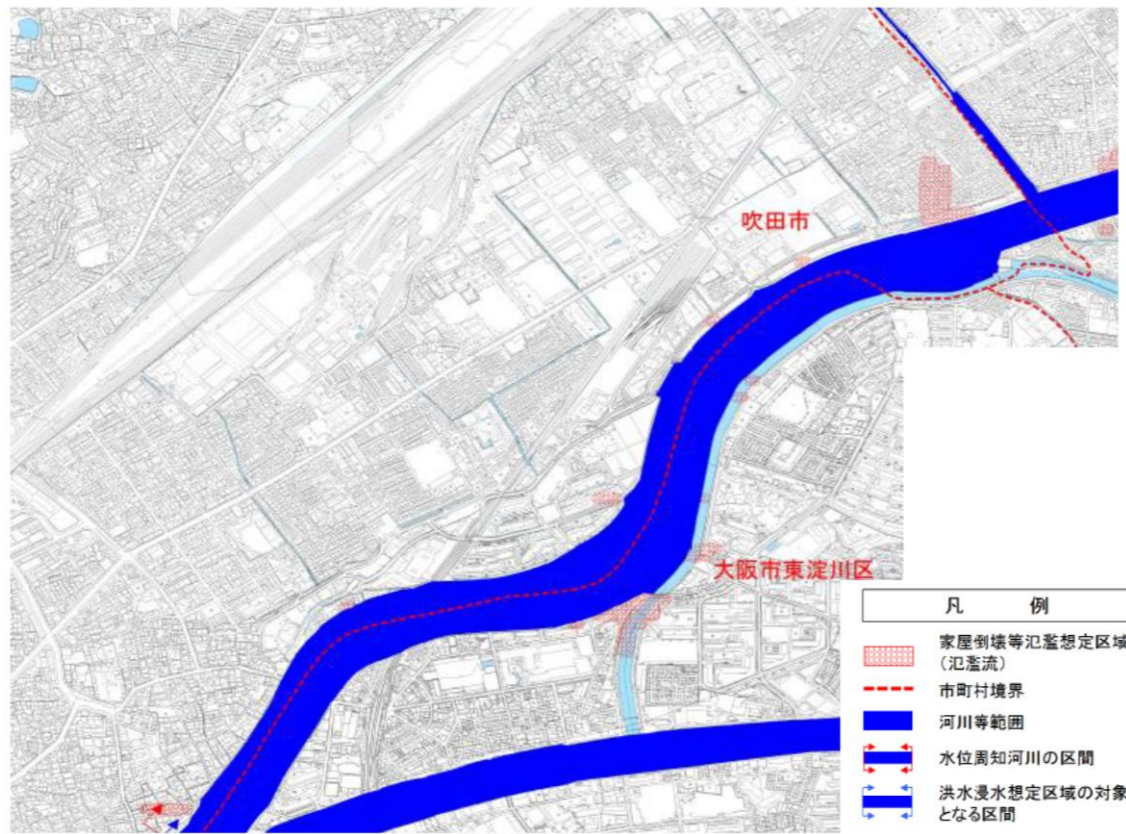 吹田市
大阪市東淀川区
凡 例
家屋倒壊等氾濫想定区域
(氾濫流)
市町村境界
河川等範囲
水位周知河川の区間
洪水浸水想定区域の対象
となる区間